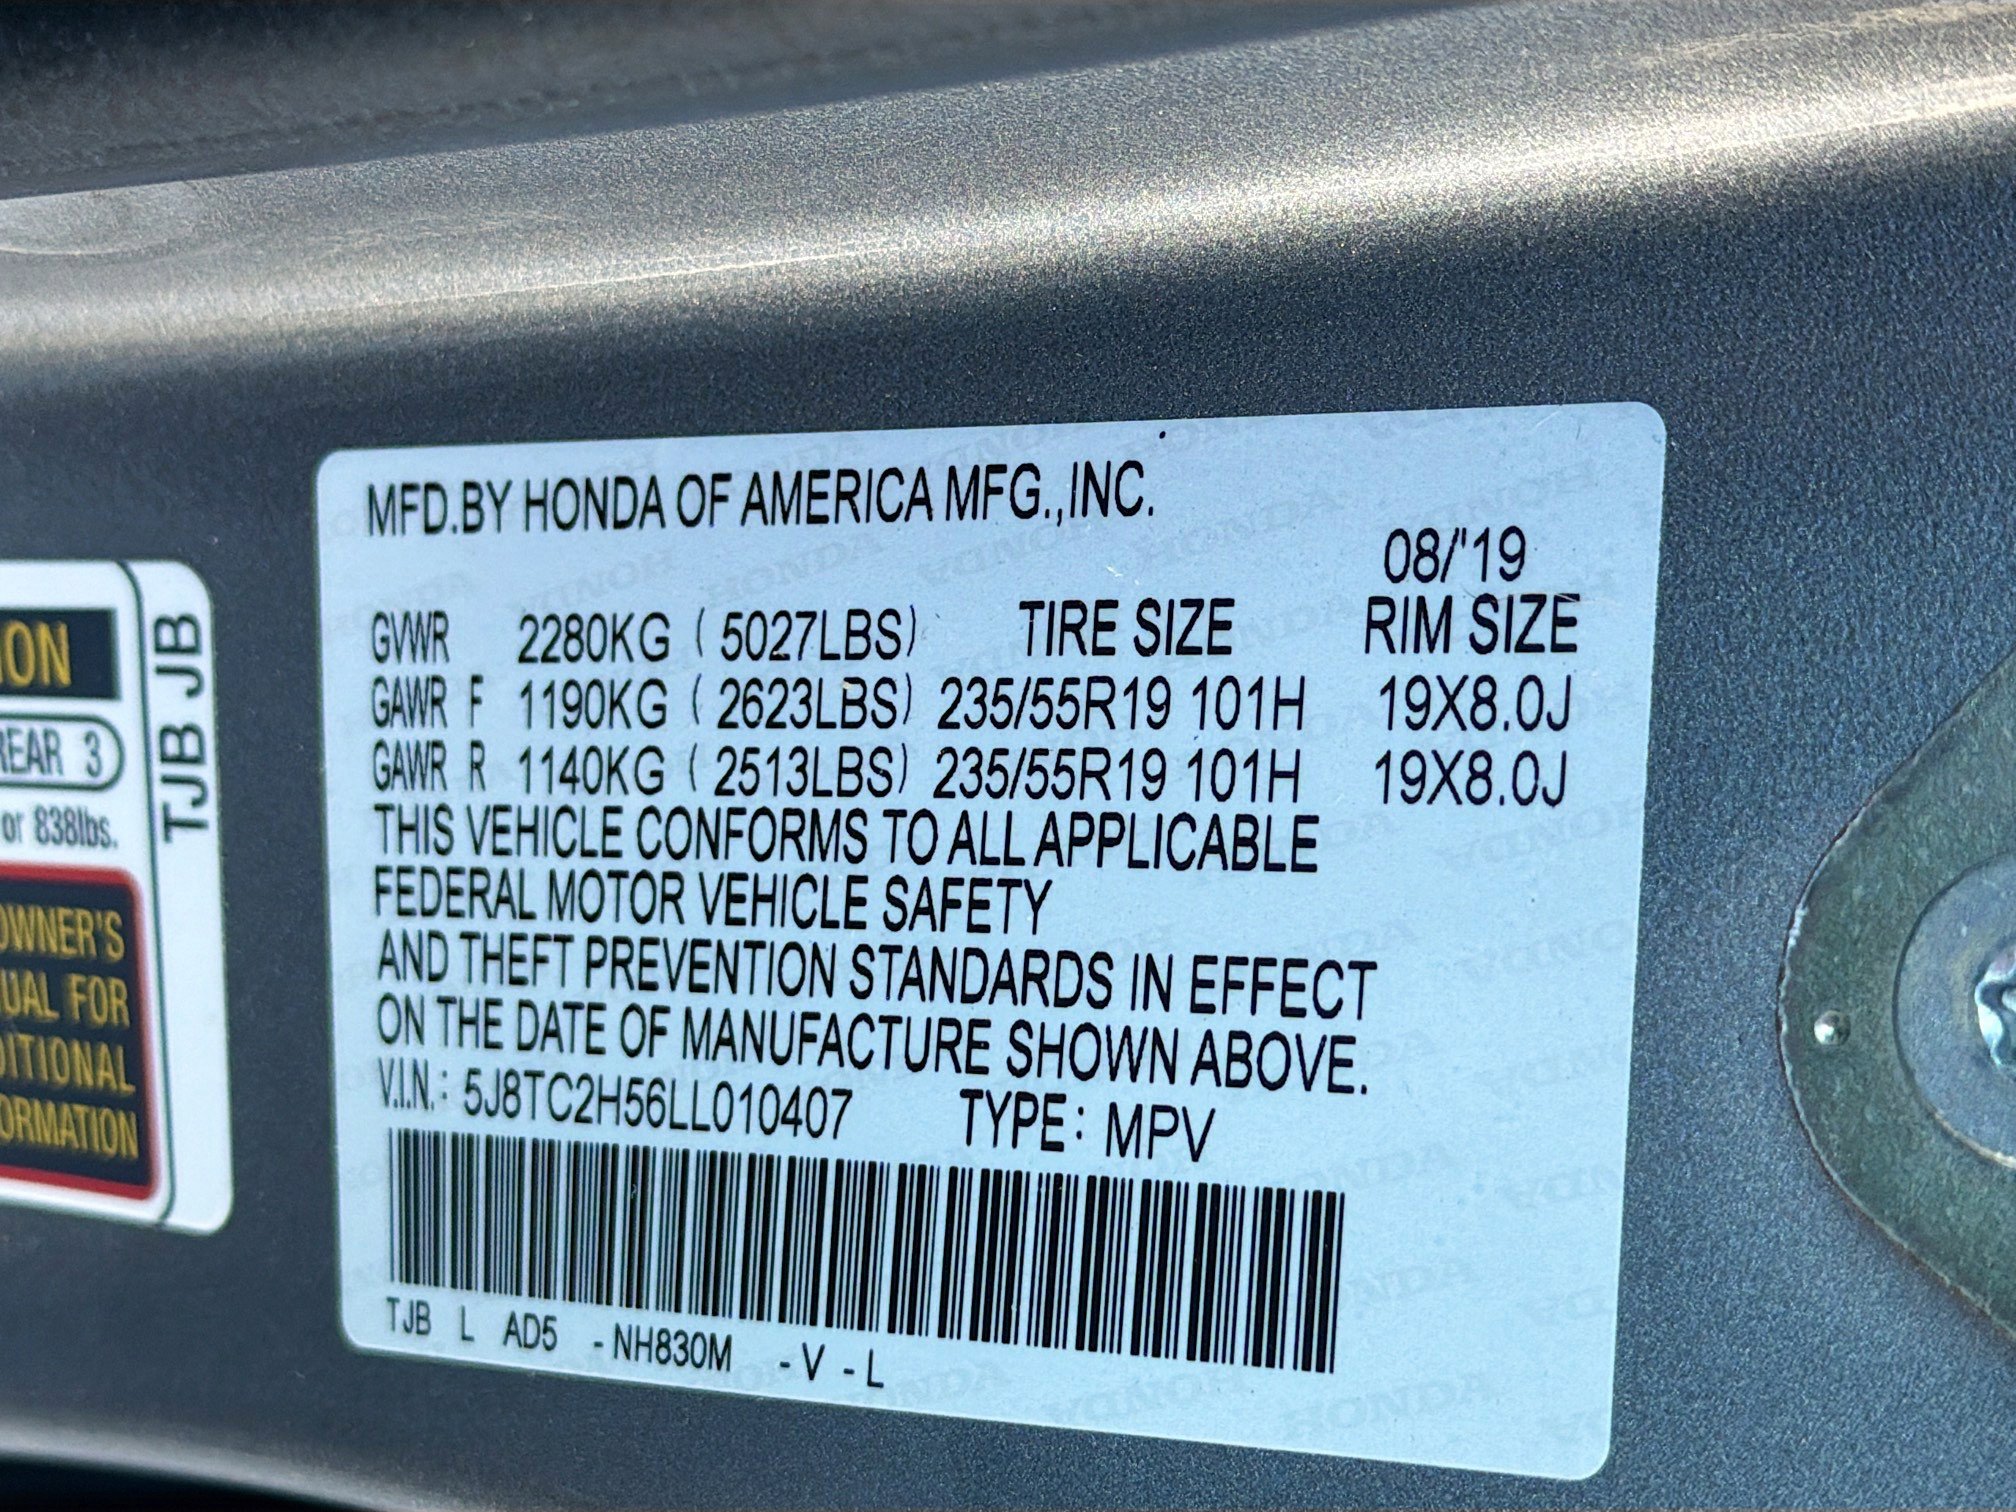 MFD.BY HONDA OF AMERICA MFG.,INC.
08/'19
GVWR 2280KG (5027LBS) TIRE SIZE RIM SIZE
GAWR F 1190KG (2623LBS) 235/55R19 101H 19X8.0J
GAWR R 1140KG (2513LBS) 235/55R19 101H 19X8.0J
THIS VEHICLE CONFORMS TO ALL APPLICABLE
FEDERAL MOTOR VEHICLE SAFETY
AND THEFT PREVENTION STANDARDS IN EFFECT
ON THE DATE OF MANUFACTURE SHOWN ABOVE.
V.I.N.: 5J8TC2H56LL010407 TYPE: MPV
TJB L AD5 -NH830M -V-L
ION
REAR 3
or 838lbs.
OWNER'S
UAL FOR
DITIONAL
ORMATION
TJB JB